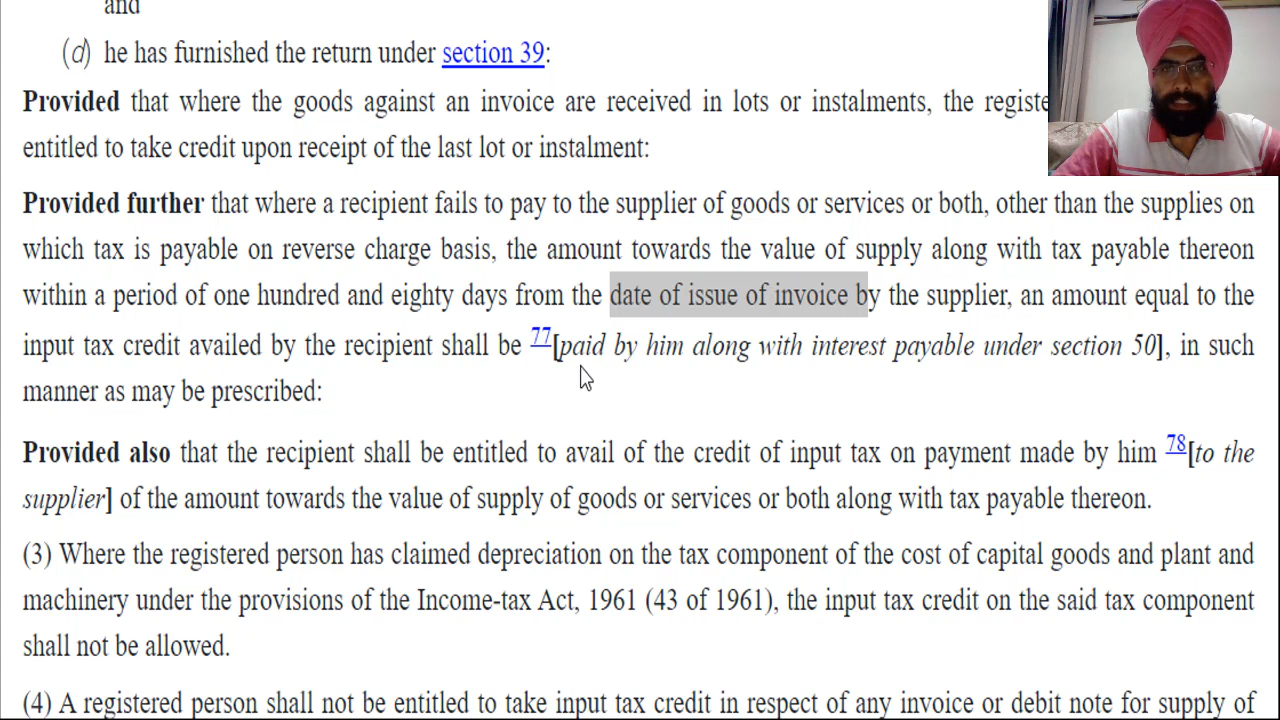 and
(d) he has furnished the return under section 39:
Provided that where the goods against an invoice are received in lots or instalments, the
entitled to take credit upon receipt of the last lot or instalment:
Provided further that where a recipient fails to pay to the supplier of goods or services or both, other than the supplies on
which tax is payable on reverse charge basis, the amount towards the value of supply along with tax payable thereon
within a period of one hundred and eighty days from the date of issue of invoice by the supplier, an amount equal to the
input tax credit availed by the recipient shall be 77[paid by him along with interest payable under section 50], in such
manner as may be prescribed:
Provided also that the recipient shall be entitled to avail of the credit of input tax on payment made by him 78[to the
supplier] of the amount towards the value of supply of goods or services or both along with tax payable thereon.
(3) Where the registered person has claimed depreciation on the tax component of the cost of capital goods and plant and
machinery under the provisions of the Income-tax Act, 1961 (43 of 1961), the input tax credit on the said tax component
shall not be allowed.
(4) A registered person shall not be entitled to take input tax credit in respect of any invoice or debit note for supply of